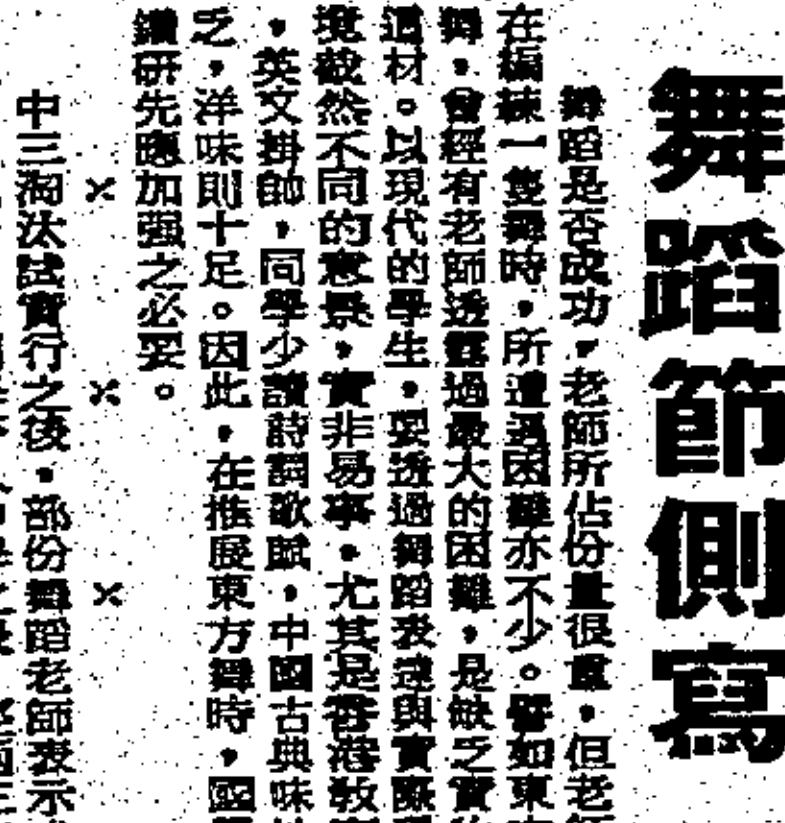 舞蹈節側寫
舞蹈是否成功，老師所佔份量很重，但老
在編練一隻舞時，所遭遇困難亦不少。譬如東
舞，曾經有老師透露過最大的困難，是缺乏實
適材。以現代的學生，要透過舞蹈表達與實際
境截然不同的意景，實非易事。尤其是香港教
，英文掛帥，同學少讀詩詞歌賦，中國古典味
乏，洋味則十足。因此，在推展東方舞時，國
鑽研先應加强之必要。
× × ×
中三淘汰試實行之後，部份舞蹈老師表示